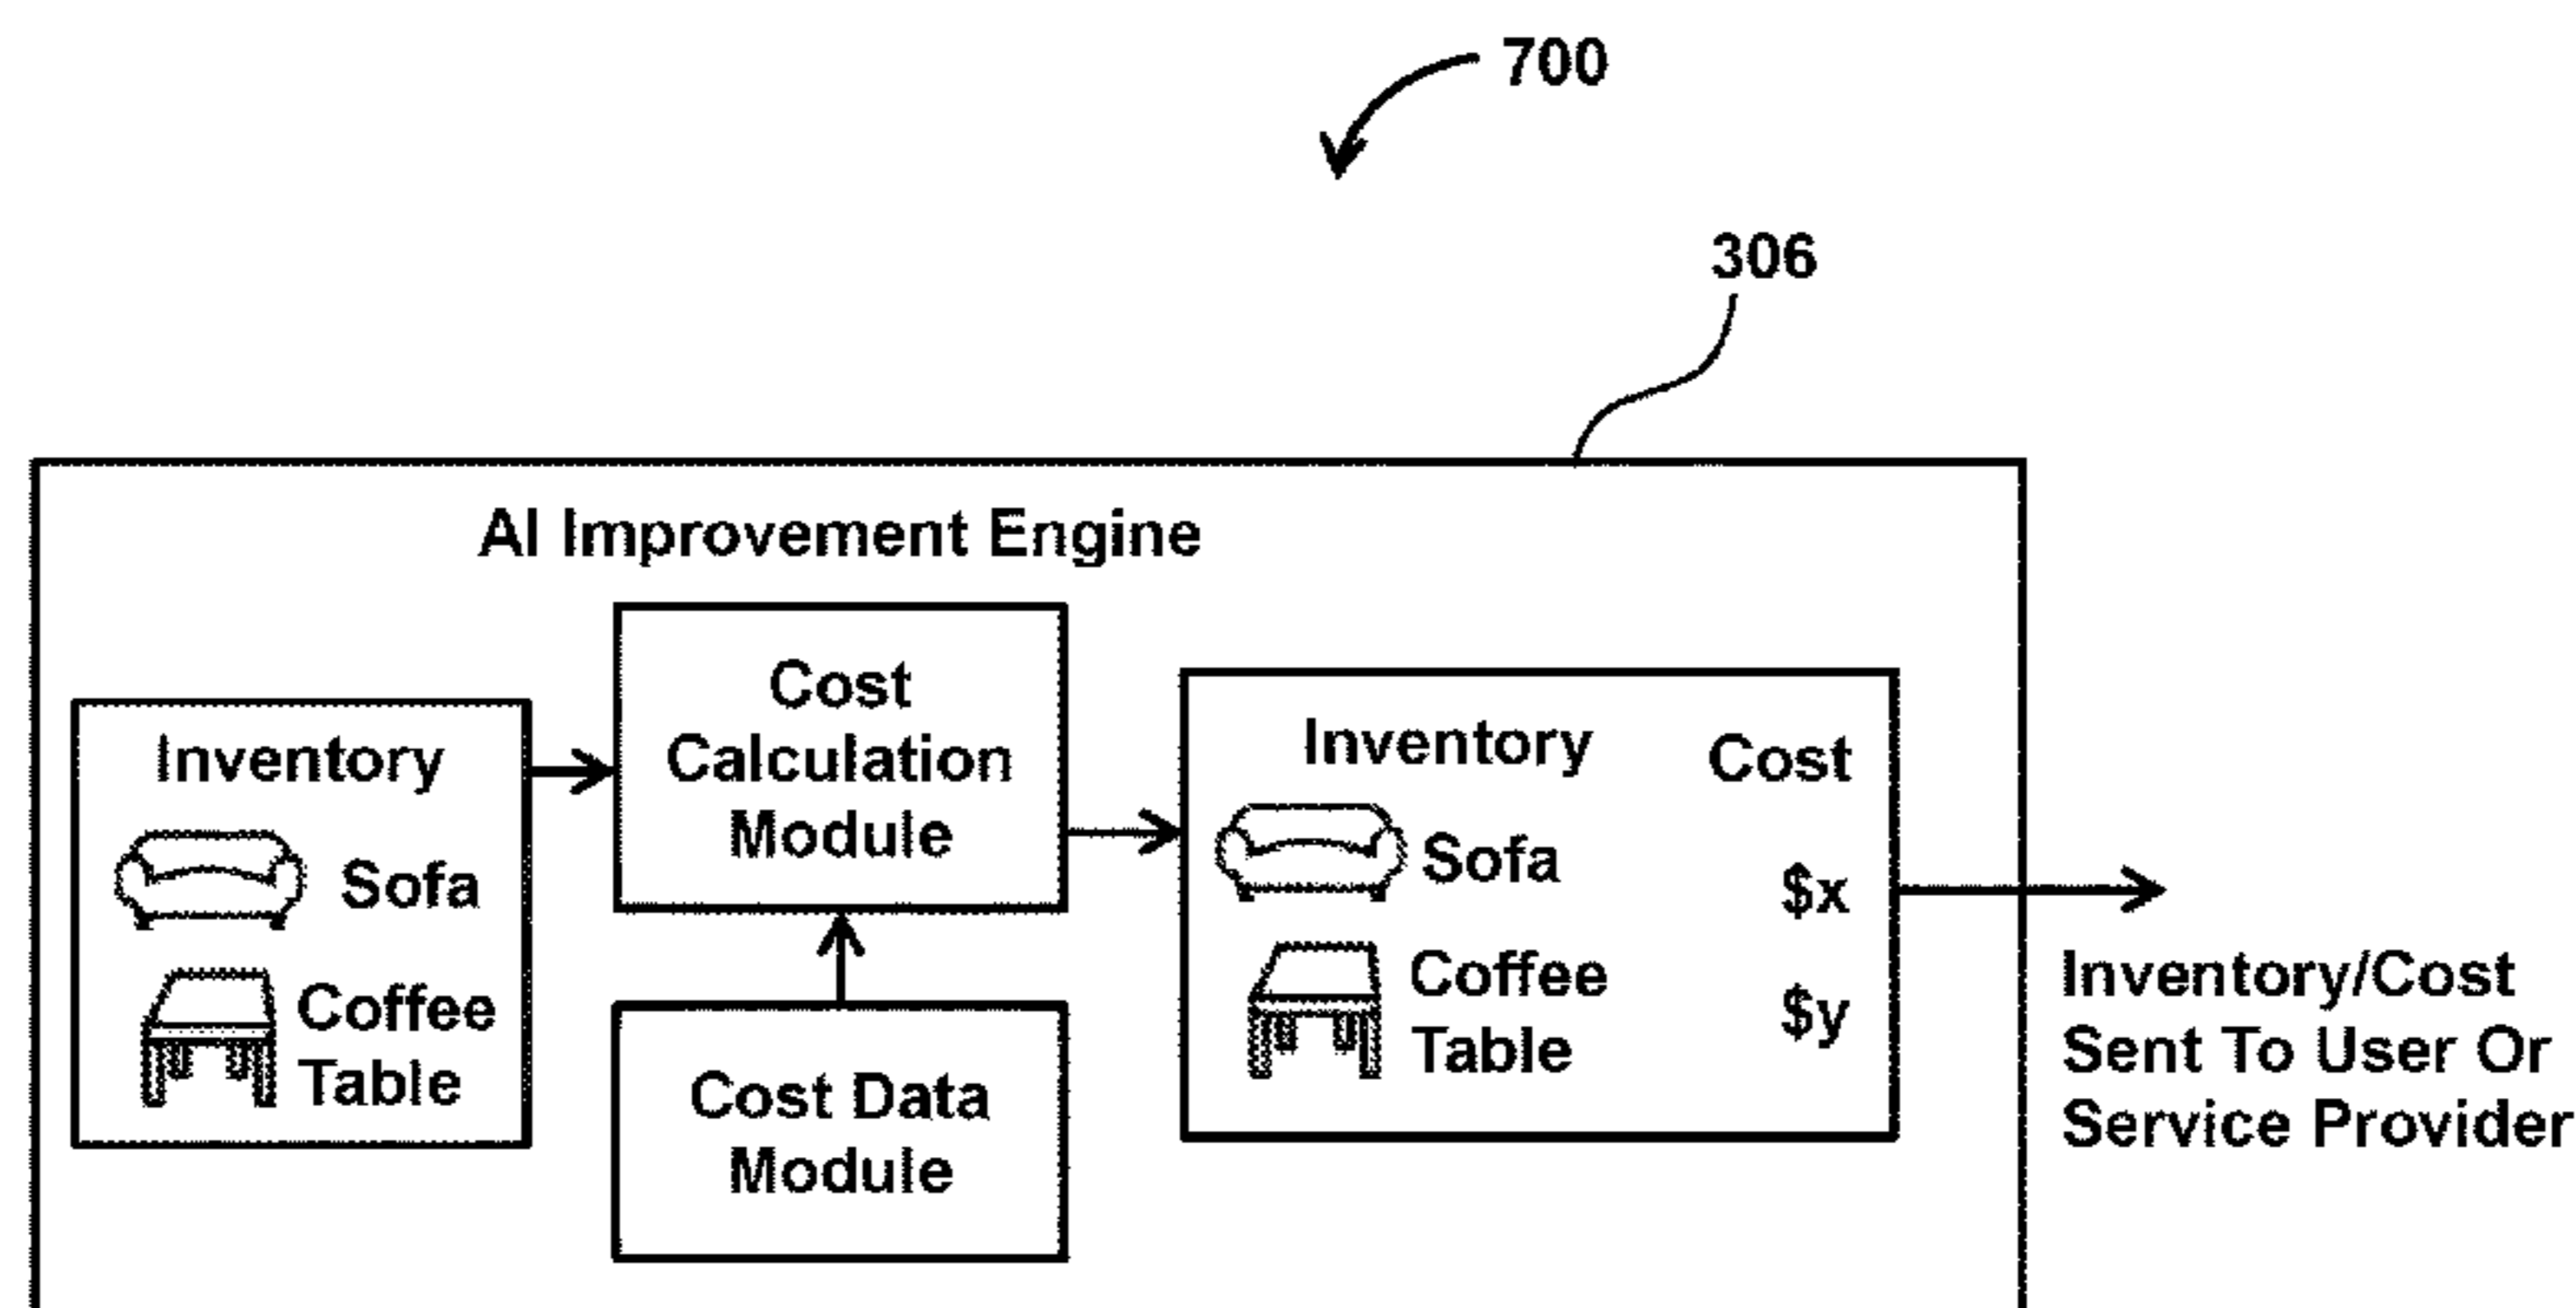 700
306
AI Improvement Engine
Inventory
Sofa
Coffee
Table
Cost
Calculation
Module
Cost Data
Module
Inventory
Cost
Sofa
$x
Coffee
Table
$y
Inventory/Cost
Sent To User Or
Service Provider